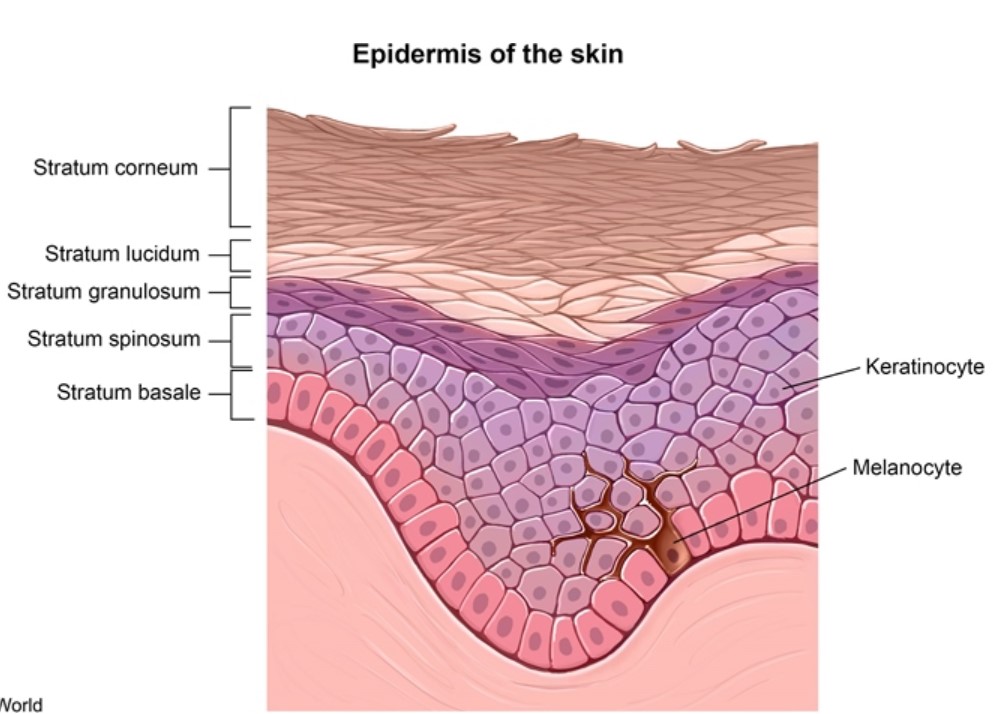 Epidermis of the skin
Stratum corneum
Stratum lucidum
Stratum granulosum
Stratum spinosum
Stratum basale
Keratinocyte
Melanocyte
World